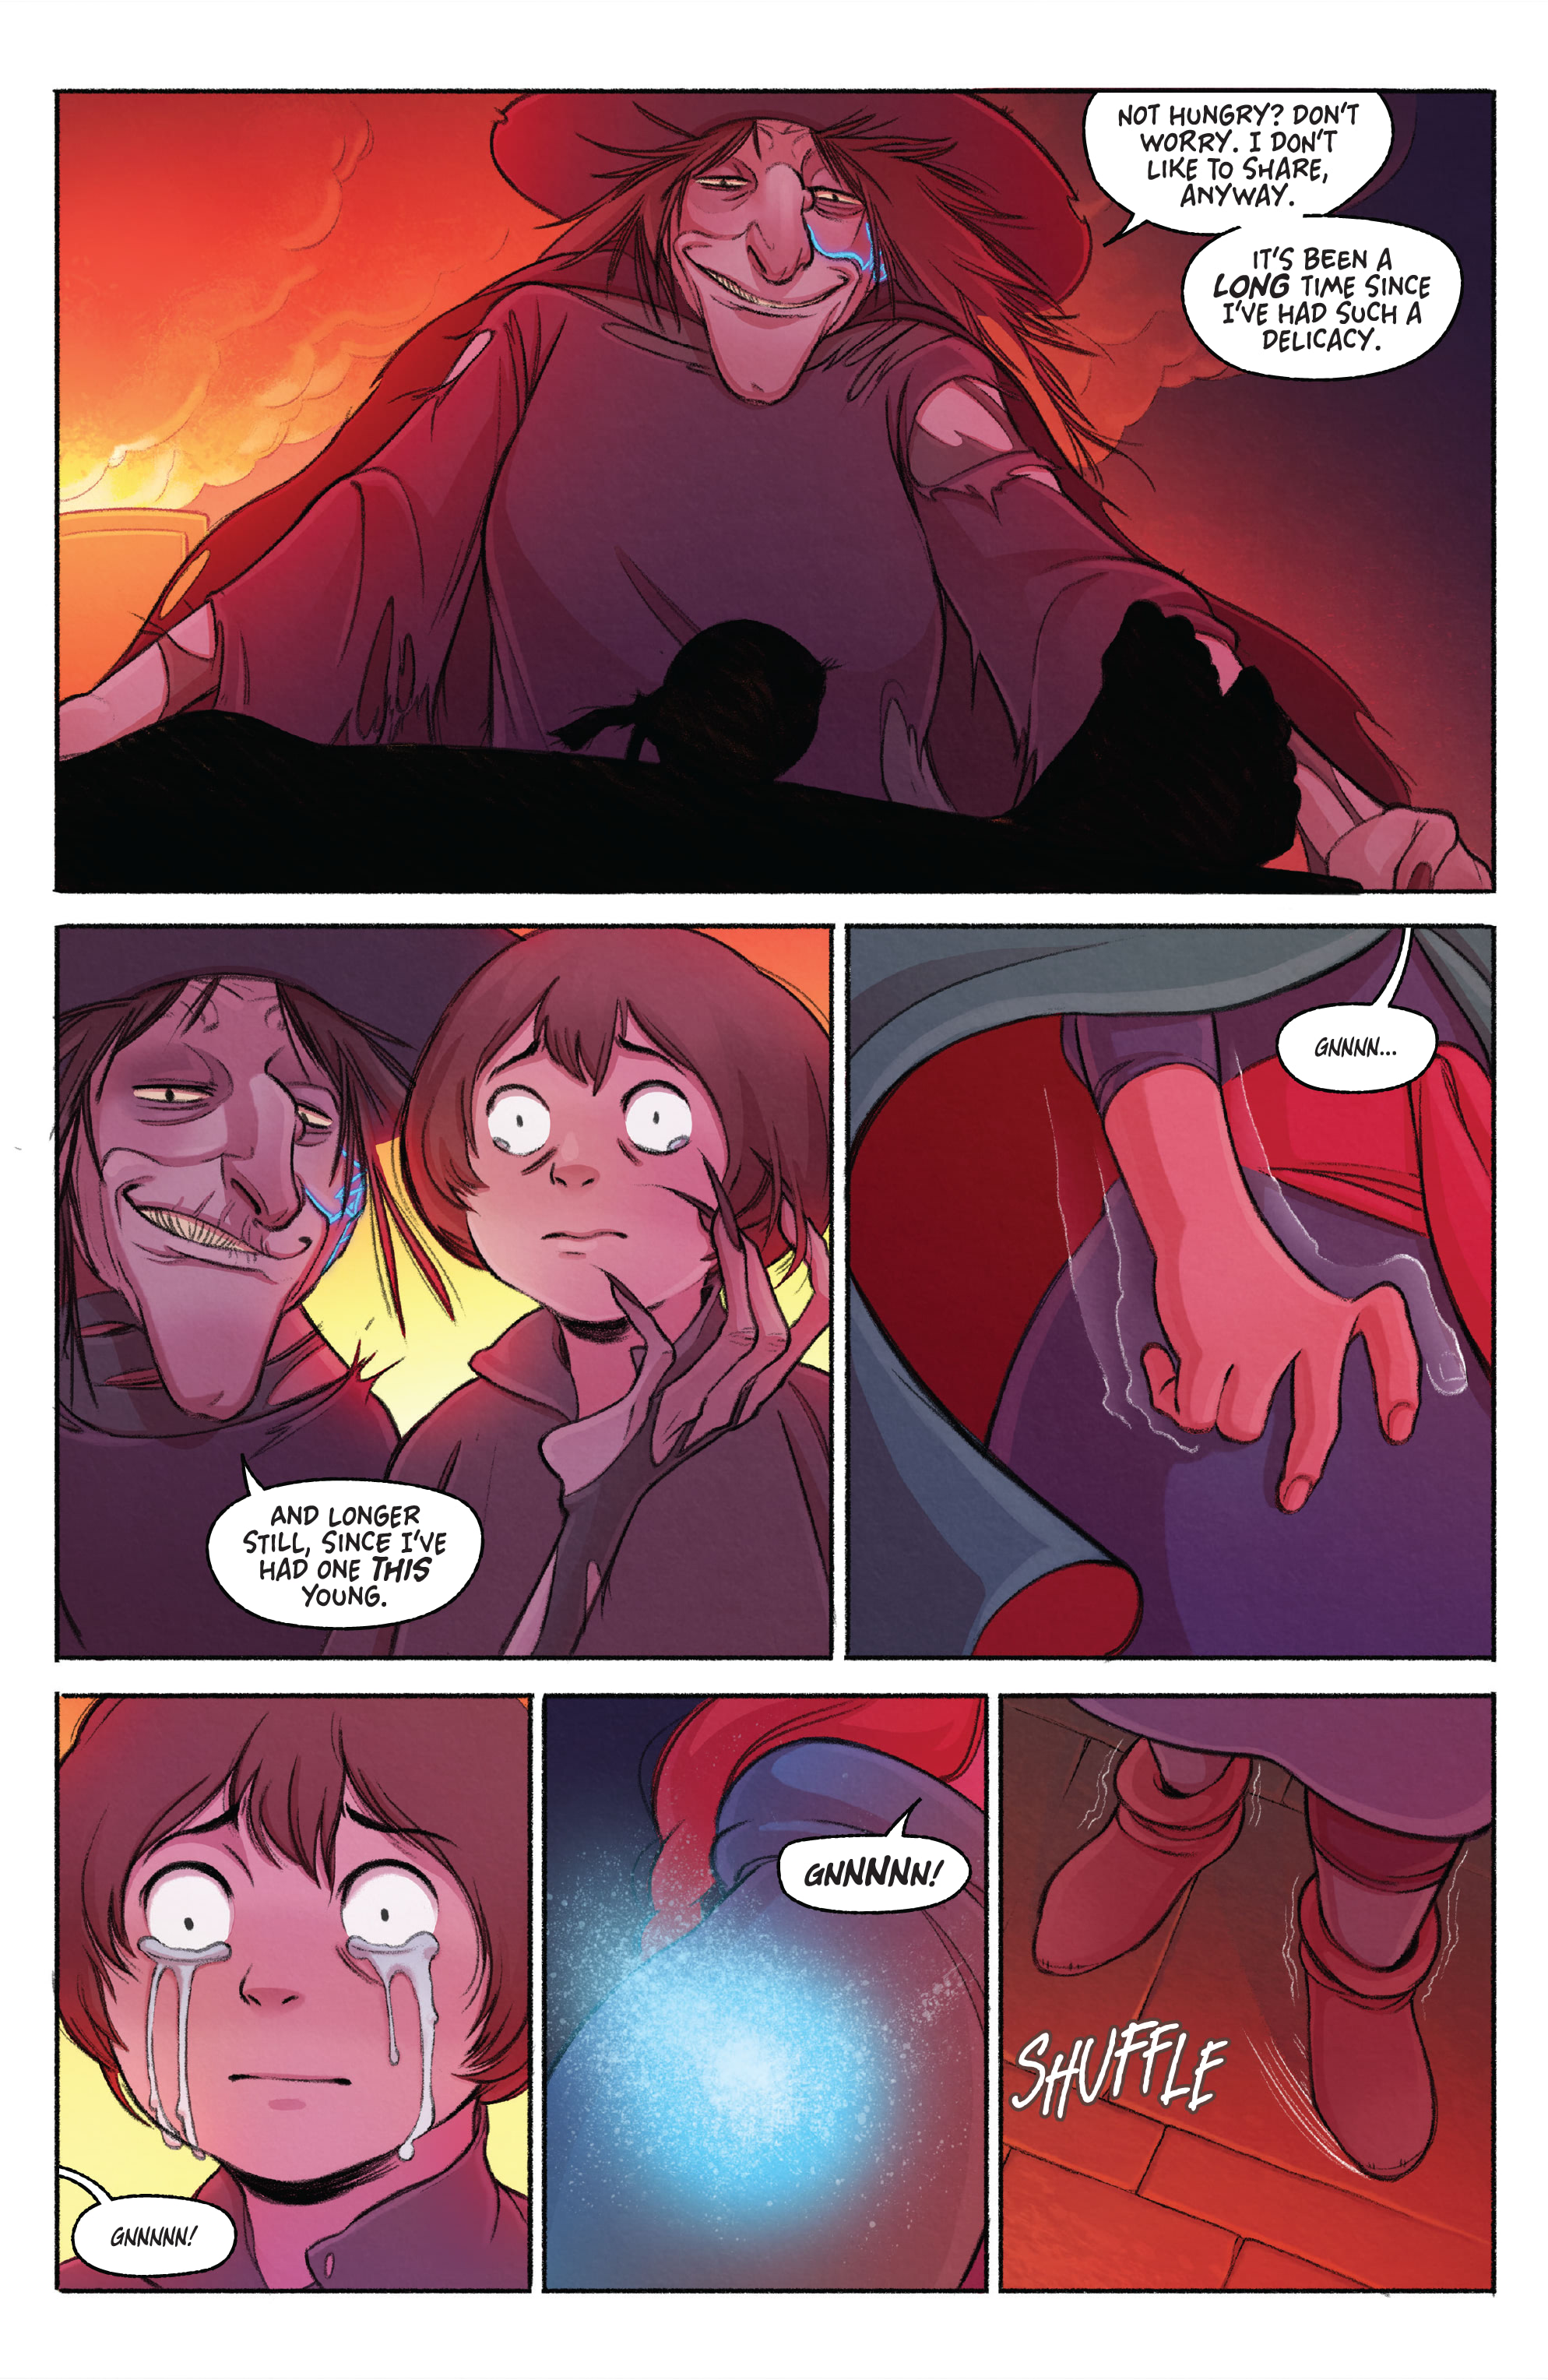 NOT HUNGRY? DON'T
WORRY. I DON'T
LIKE TO SHARE,
ANYWAY.
IT'S BEEN A
LONG TIME SINCE
I'VE HAD SUCH A
DELICACY.
AND LONGER
STILL, SINCE I'VE
HAD ONE THIS
YOUNG.
GNNNN...
GNNNNN!
GNNNNN!
SHUFFLE